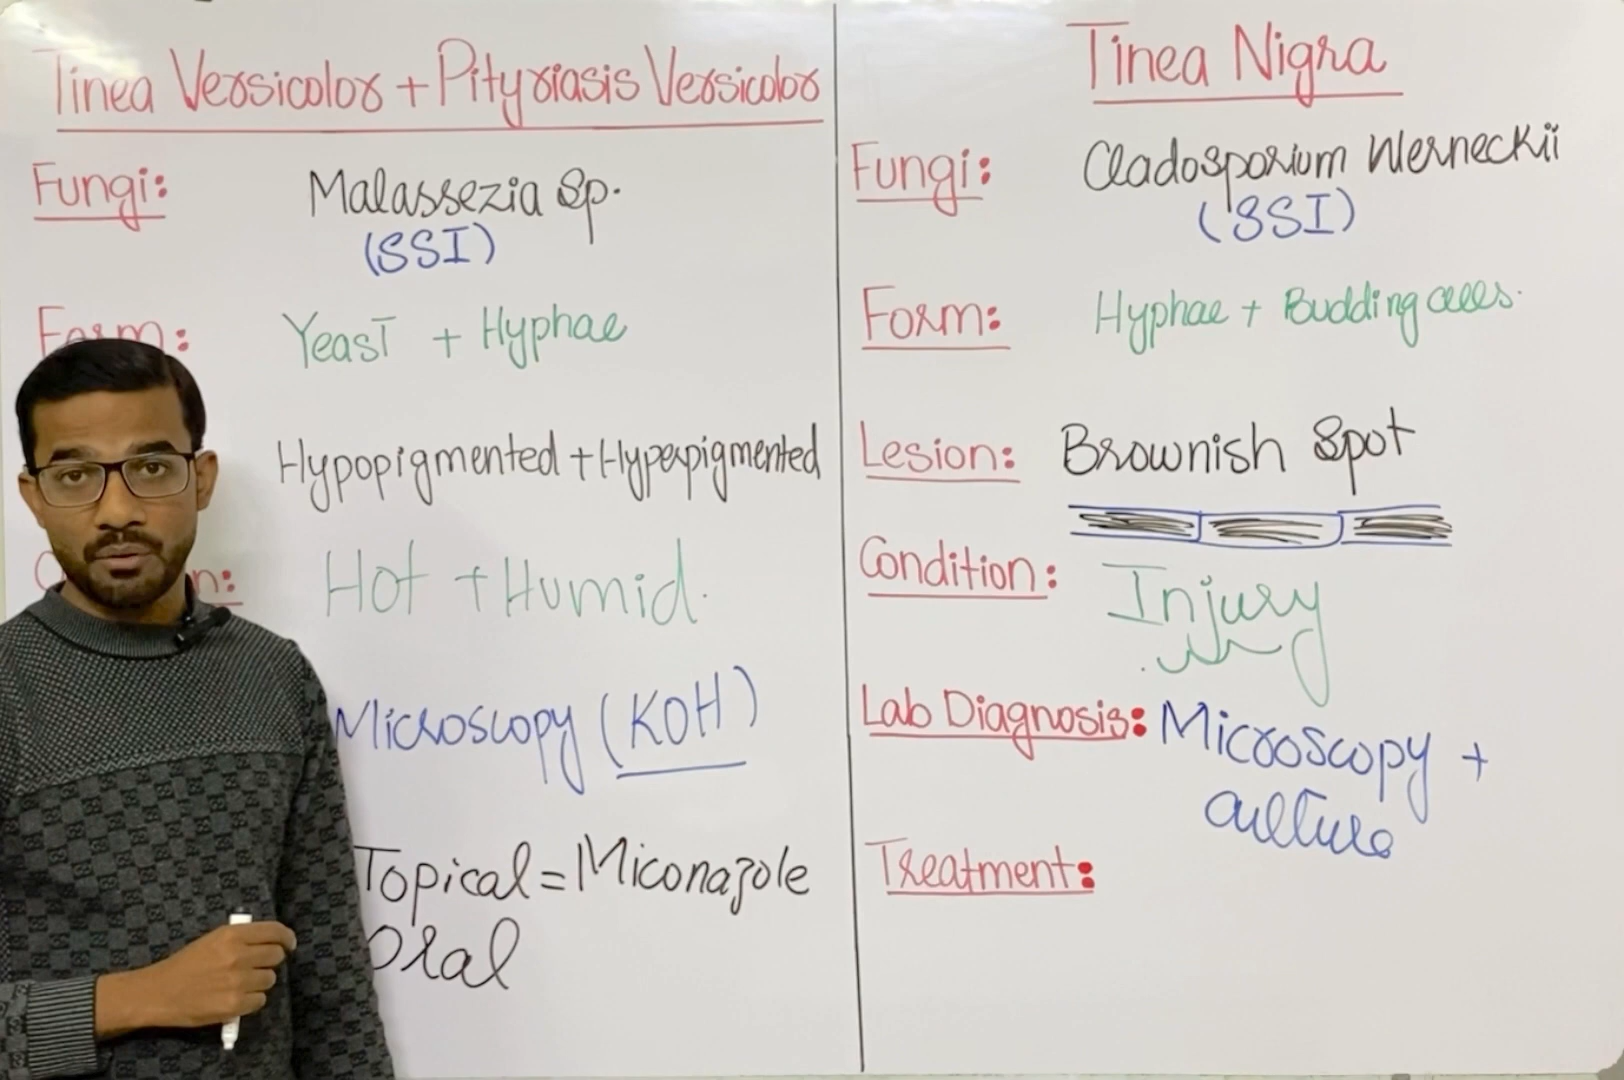 Tinea Versicolor + Pityriasis Versicolor
Fungi: Malassezia Sp.
(SSI)
Form: Yeast + Hyphae
Hypopigmented + Hyperpigmented
n: Hot + Humid.
Microscopy (KOH)
Topical = Miconazole
Oral
Tinea Nigra
Fungi: Cladosporium Werneckii
(SSI)
Form: Hyphae + Budding cells.
Lesion: Brownish Spot
Condition: Injury
Lab Diagnosis: Microscopy +
Culture
Treatment: